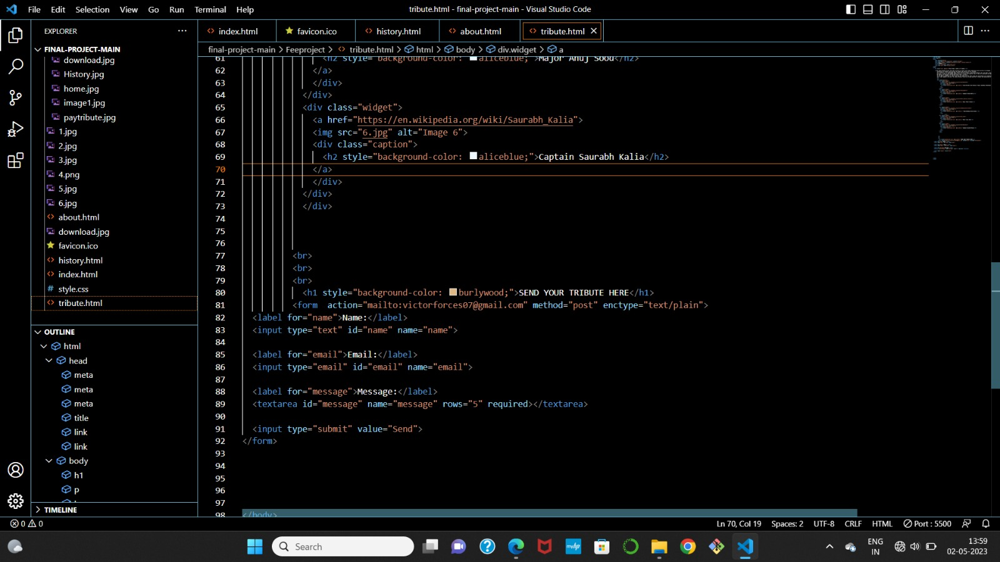 File Edit Selection View Go Run Terminal Help
tribute.html - final-project-main - Visual Studio Code
EXPLORER
FINAL-PROJECT-MAIN
download.jpg
History.jpg
home.jpg
image1.jpg
paytribute.jpg
1.jpg
2.jpg
3.jpg
4.png
5.jpg
6.jpg
about.html
download.jpg
favicon.ico
history.html
index.html
# style.css
tribute.html
OUTLINE
html
head
meta
meta
meta
title
link
link
body
h1
p
TIMELINE
index.html favicon.ico history.html about.html tribute.html
final-project-main > Feeproject > tribute.html > html > body > div.widget > a
61 <h2 style="background-color: aliceblue;">Major Anuj Sood</h2>
62 </a>
63 </div>
64 </div>
65 <div class="widget">
66 <a href="https://en.wikipedia.org/wiki/Saurabh_Kalia">
67 <img src="6.jpg" alt="Image 6">
68 <div class="caption">
69 <h2 style="background-color: aliceblue;">Captain Saurabh Kalia</h2>
70 </a>
71 </div>
72 </div>
73 </div>
74
75
76
77 <br>
78 <br>
79 <br>
80 <h1 style="background-color: burlywood;">SEND YOUR TRIBUTE HERE</h1>
81 <form  action="mailto:victorforces07@gmail.com" method="post" enctype="text/plain">
82 <label for="name">Name:</label>
83 <input type="text" id="name" name="name">
84
85 <label for="email">Email:</label>
86 <input type="email" id="email" name="email">
87
88 <label for="message">Message:</label>
89 <textarea id="message" name="message" rows="5" required></textarea>
90
91 <input type="submit" value="Send">
92 </form>
93
94
95
96
97
98 </body>
0 0
Ln 70, Col 19 Spaces: 2 UTF-8 CRLF HTML Port : 5500
Search
myhp
ENG
IN
13:59
02-05-2023